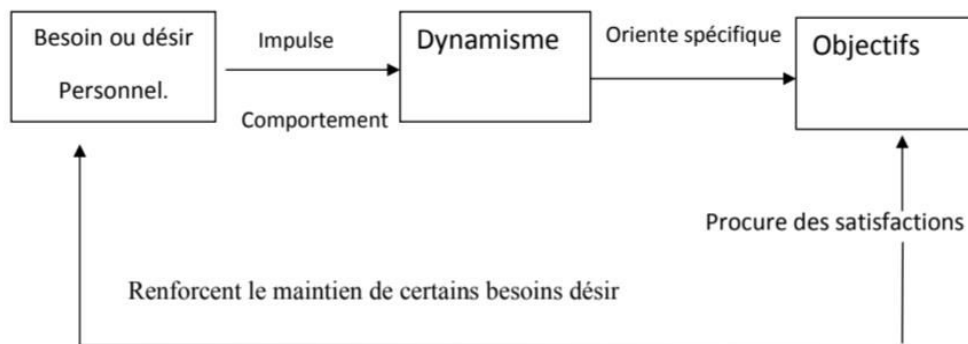 Besoin ou désir
Personnel.
Impulse
Comportement
Dynamisme
Oriente spécifique
Objectifs
Procure des satisfactions
Renforcent le maintien de certains besoins désir